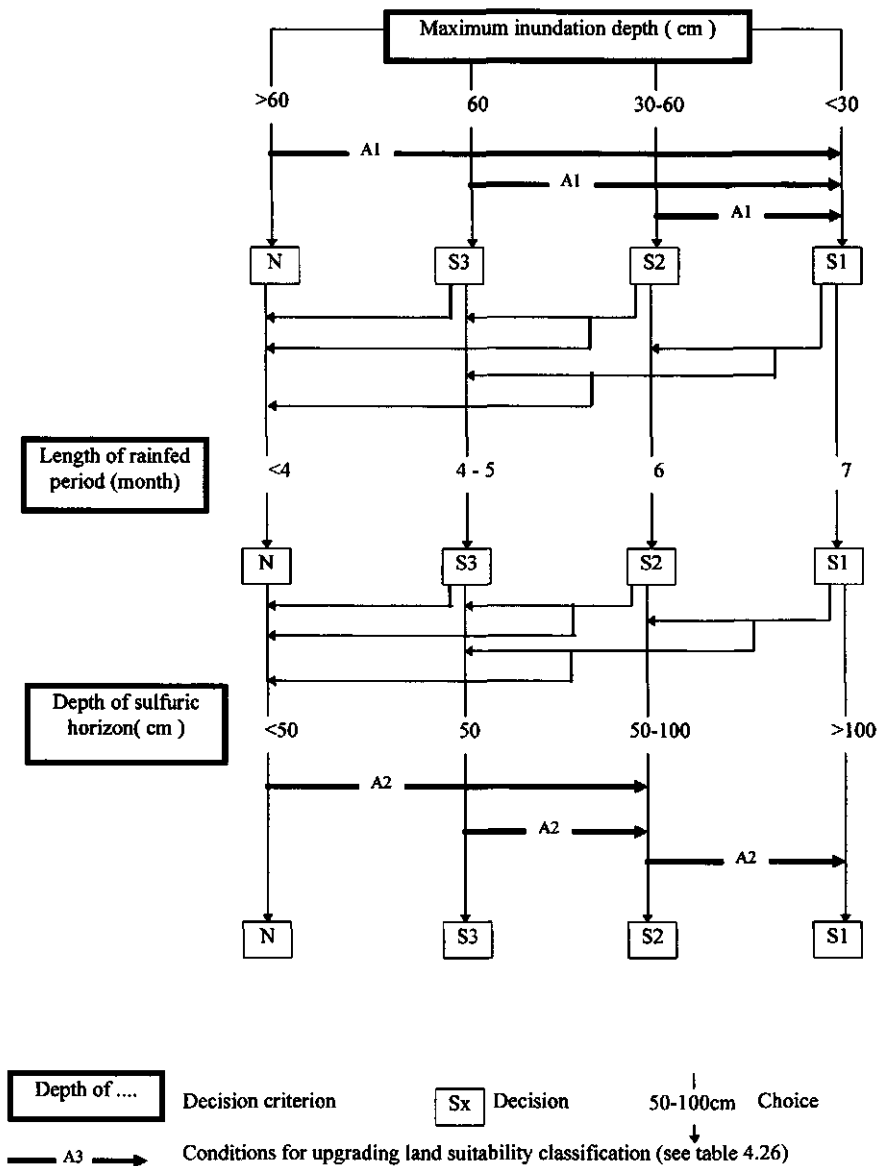 Maximum inundation depth ( cm )
>60 60 30-60 <30
A1
A1
A1
N S3 S2 S1
Length of rainfed
period (month)
<4 4 - 5 6 7
N S3 S2 S1
Depth of sulfuric
horizon( cm )
<50 50 50-100 >100
A2
A2
A2
N S3 S2 S1
Depth of .... Decision criterion Sx Decision 50-100cm Choice
A3 Conditions for upgrading land suitability classification (see table 4.26)